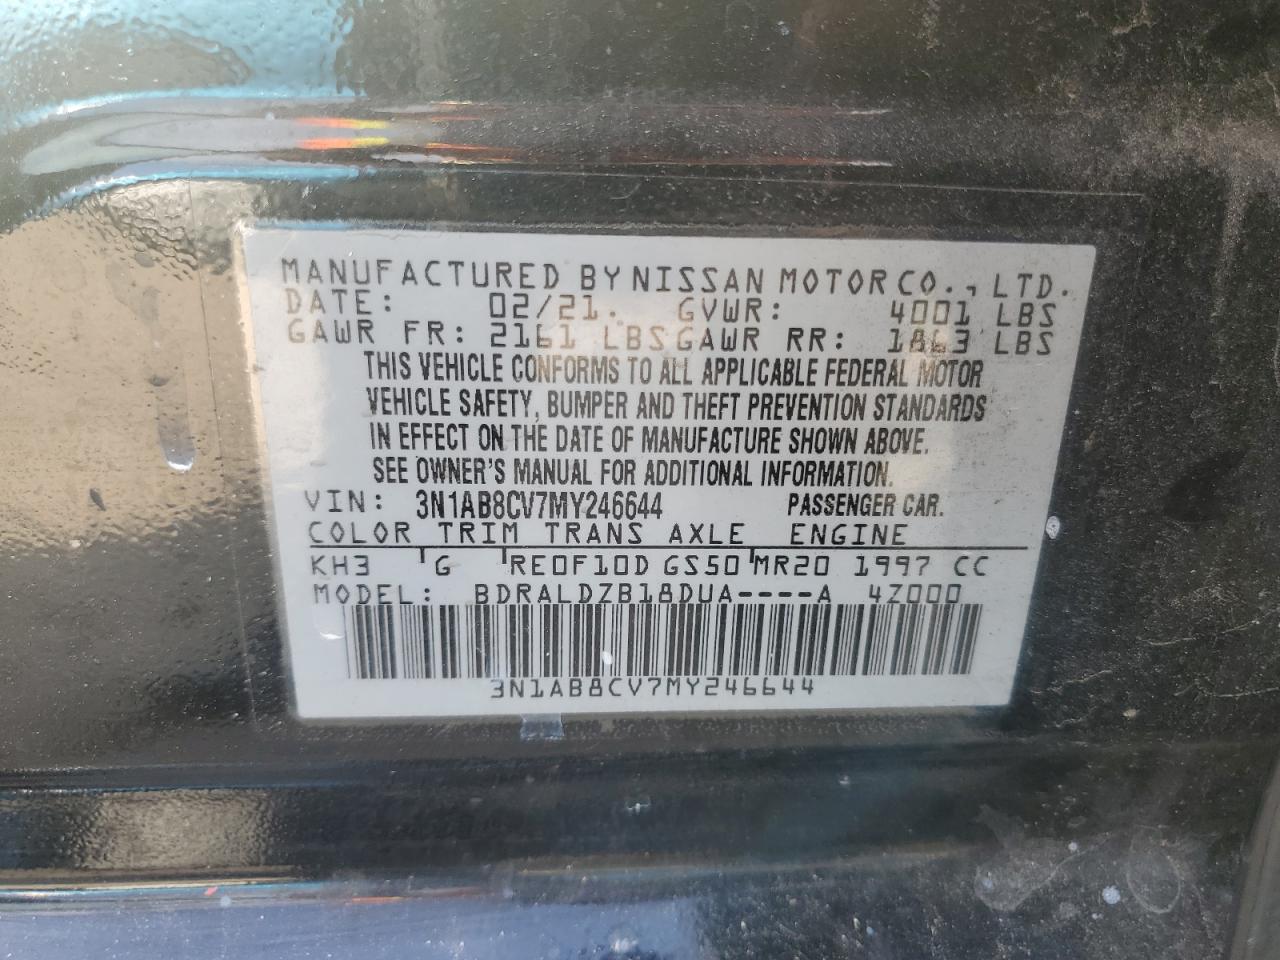 MANUFACTURED BY NISSAN MOTOR CO., LTD.
DATE: 02/21. GVWR: 4001 LBS
GAWR FR: 2161 LBS GAWR RR: 1863 LBS
THIS VEHICLE CONFORMS TO ALL APPLICABLE FEDERAL MOTOR
VEHICLE SAFETY, BUMPER AND THEFT PREVENTION STANDARDS
IN EFFECT ON THE DATE OF MANUFACTURE SHOWN ABOVE.
SEE OWNER'S MANUAL FOR ADDITIONAL INFORMATION.
VIN: 3N1AB8CV7MY246644 PASSENGER CAR.
COLOR TRIM TRANS AXLE ENGINE
KH3 G RE0F10D GS50 MR20 1997 CC
MODEL: BDRALDZB18DUA----A 4Z000
3N1AB8CV7MY246644